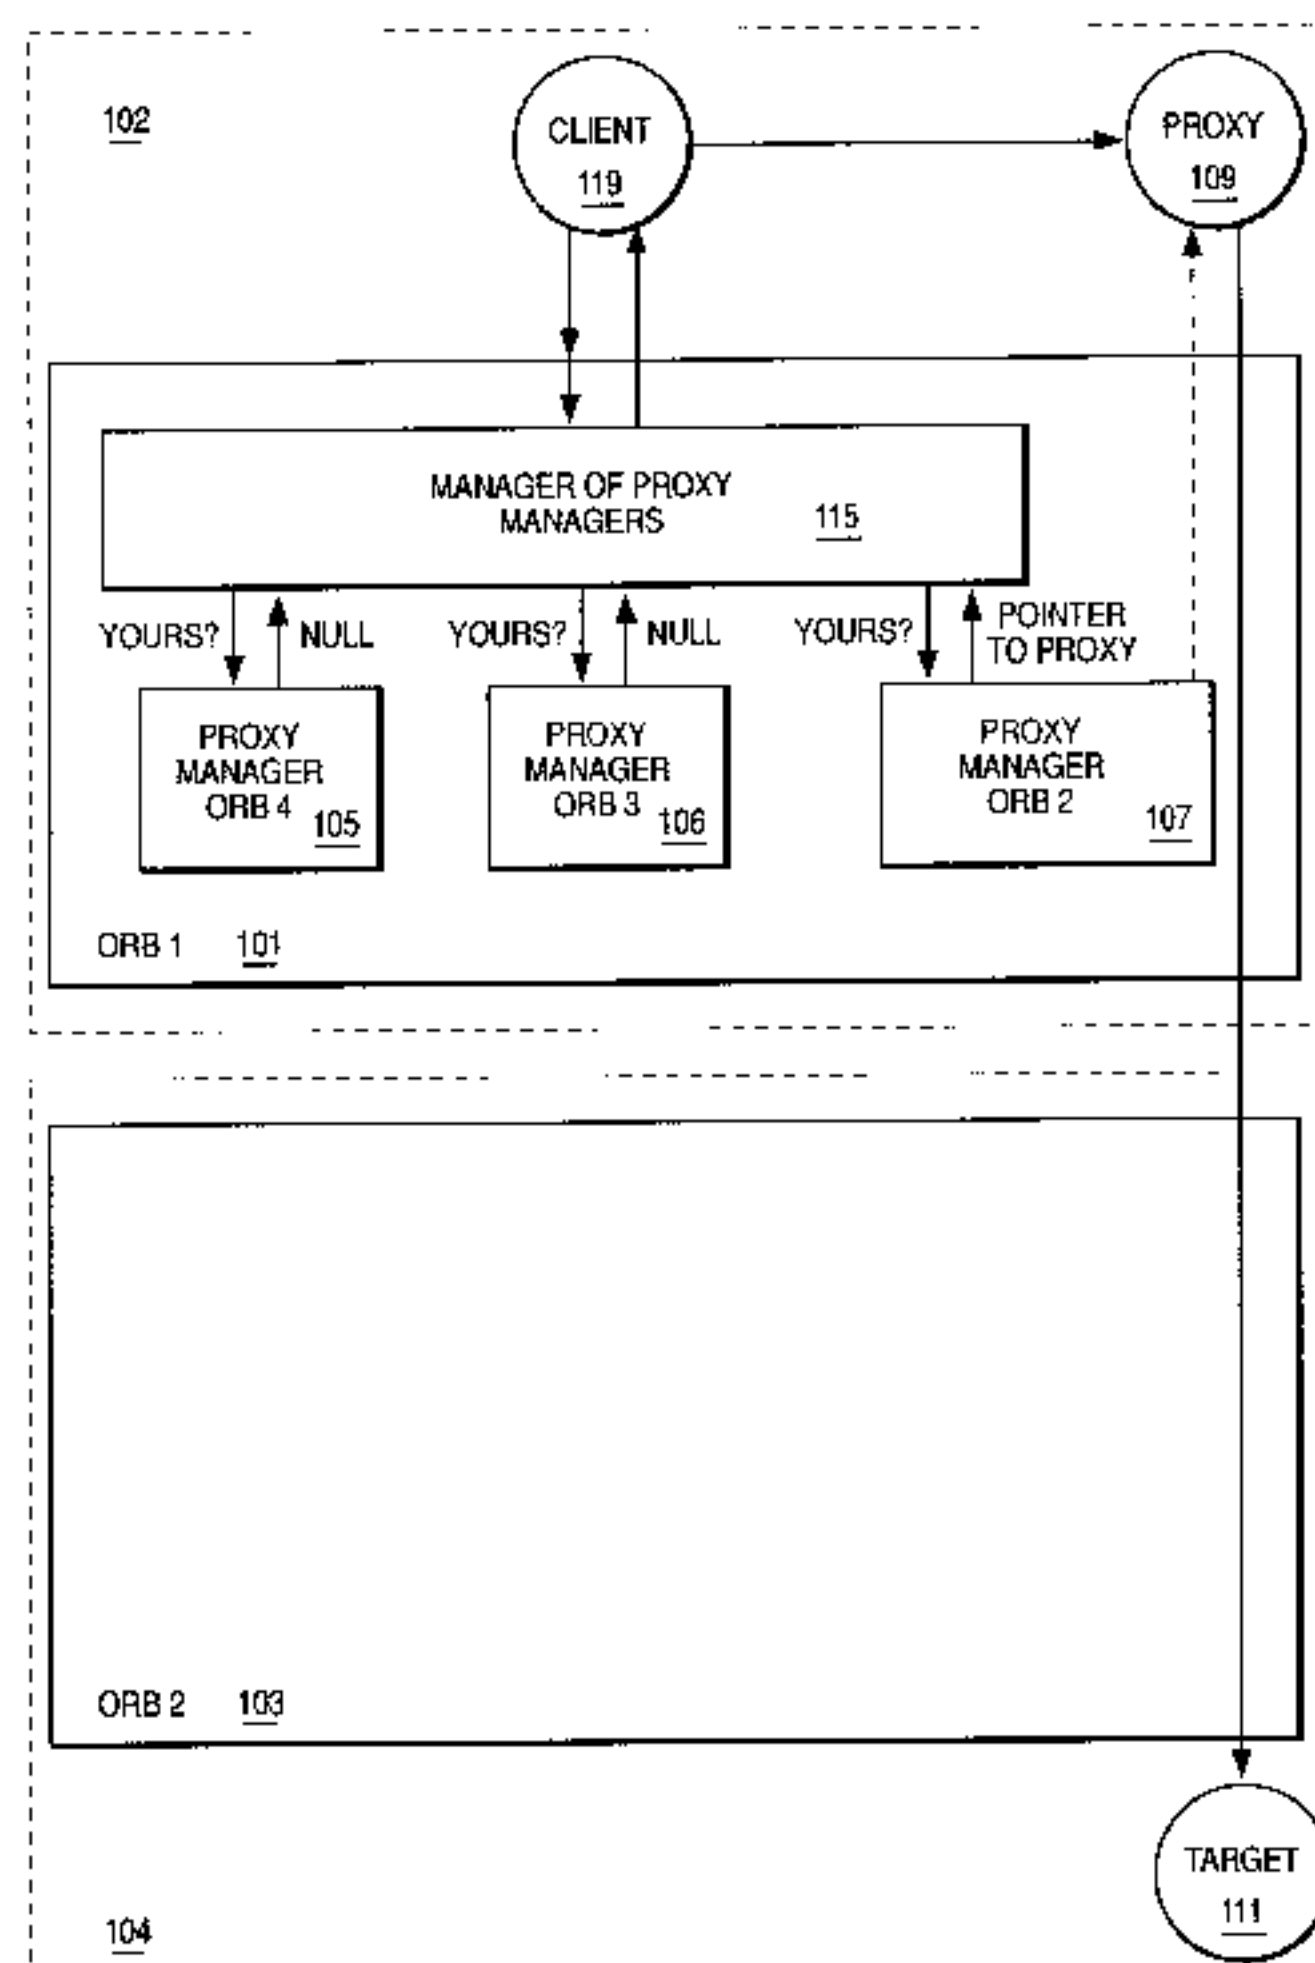 102
CLIENT
119
PROXY
109
MANAGER OF PROXY
MANAGERS
115
YOURS?
NULL
YOURS?
NULL
YOURS?
POINTER
TO PROXY
PROXY
MANAGER
ORB 4
105
PROXY
MANAGER
ORB 3
106
PROXY
MANAGER
ORB 2
107
ORB 1
101
ORB 2
103
TARGET
111
104